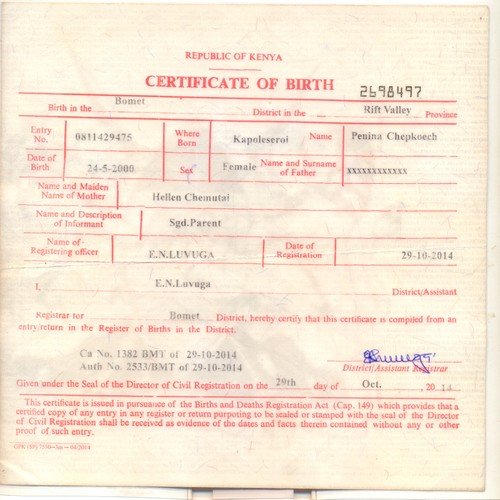 REPUBLIC OF KENYA
CERTIFICATE OF BIRTH
2698497
Birth in the Bomet District in the Rift Valley Province
Entry No. 0811429475 Where Born Kapoleseroi Name Penina Chepkoech
Date of Birth 24-5-2000 Sex Female Name and Surname of Father xxxxxxxxxxxx
Name and Maiden Name of Mother Hellen Chemutai
Name and Description of Informant Sgd.Parent
Name of Registering officer E.N.LUVUGA Date of Registration 29-10-2014
I, E.N.Luvuga District/Assistant
Registrar for Bomet District, hereby certify that this certificate is compiled from an
entry/return in the Register of Births in the District.
Ca No. 1382 BMT of 29-10-2014
Auth No. 2533/BMT of 29-10-2014
District/Assistant Registrar
Given under the Seal of the Director of Civil Registration on the 29th day of Oct. 2014
This certificate is issued in pursuance of the Births and Deaths Registration Act (Cap. 149) which provides that a
certified copy of any entry in any register or return purpoting to be sealed or stamped with the seal of the Director
of Civil Registration shall be received as evidence of the dates and facts therein contained without any or other
proof of such entry.